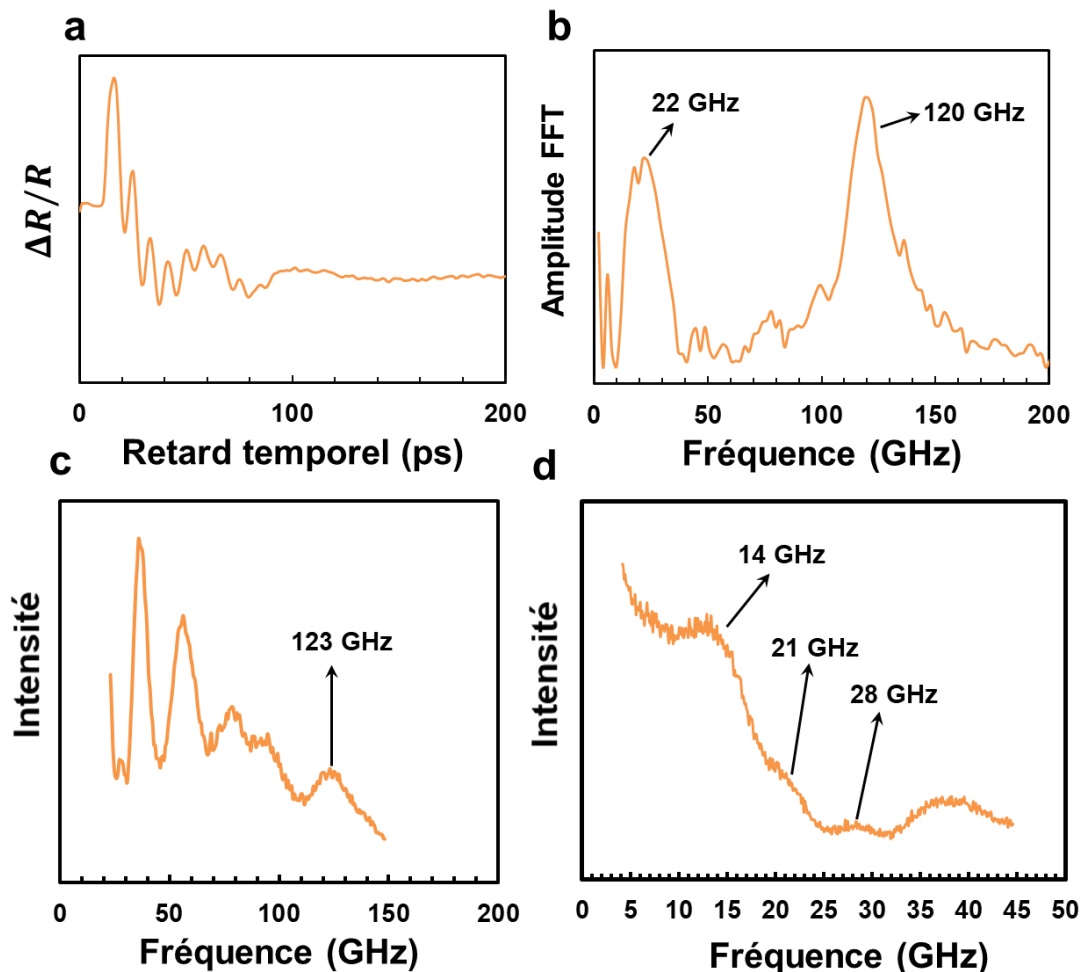 a
ΔR/R
0 100 200
Retard temporel (ps)
b
22 GHz
120 GHz
Amplitude FFT
0 50 100 150 200
Fréquence (GHz)
c
123 GHz
Intensité
0 50 100 150 200
Fréquence (GHz)
d
14 GHz
21 GHz
28 GHz
Intensité
0 5 10 15 20 25 30 35 40 45 50
Fréquence (GHz)